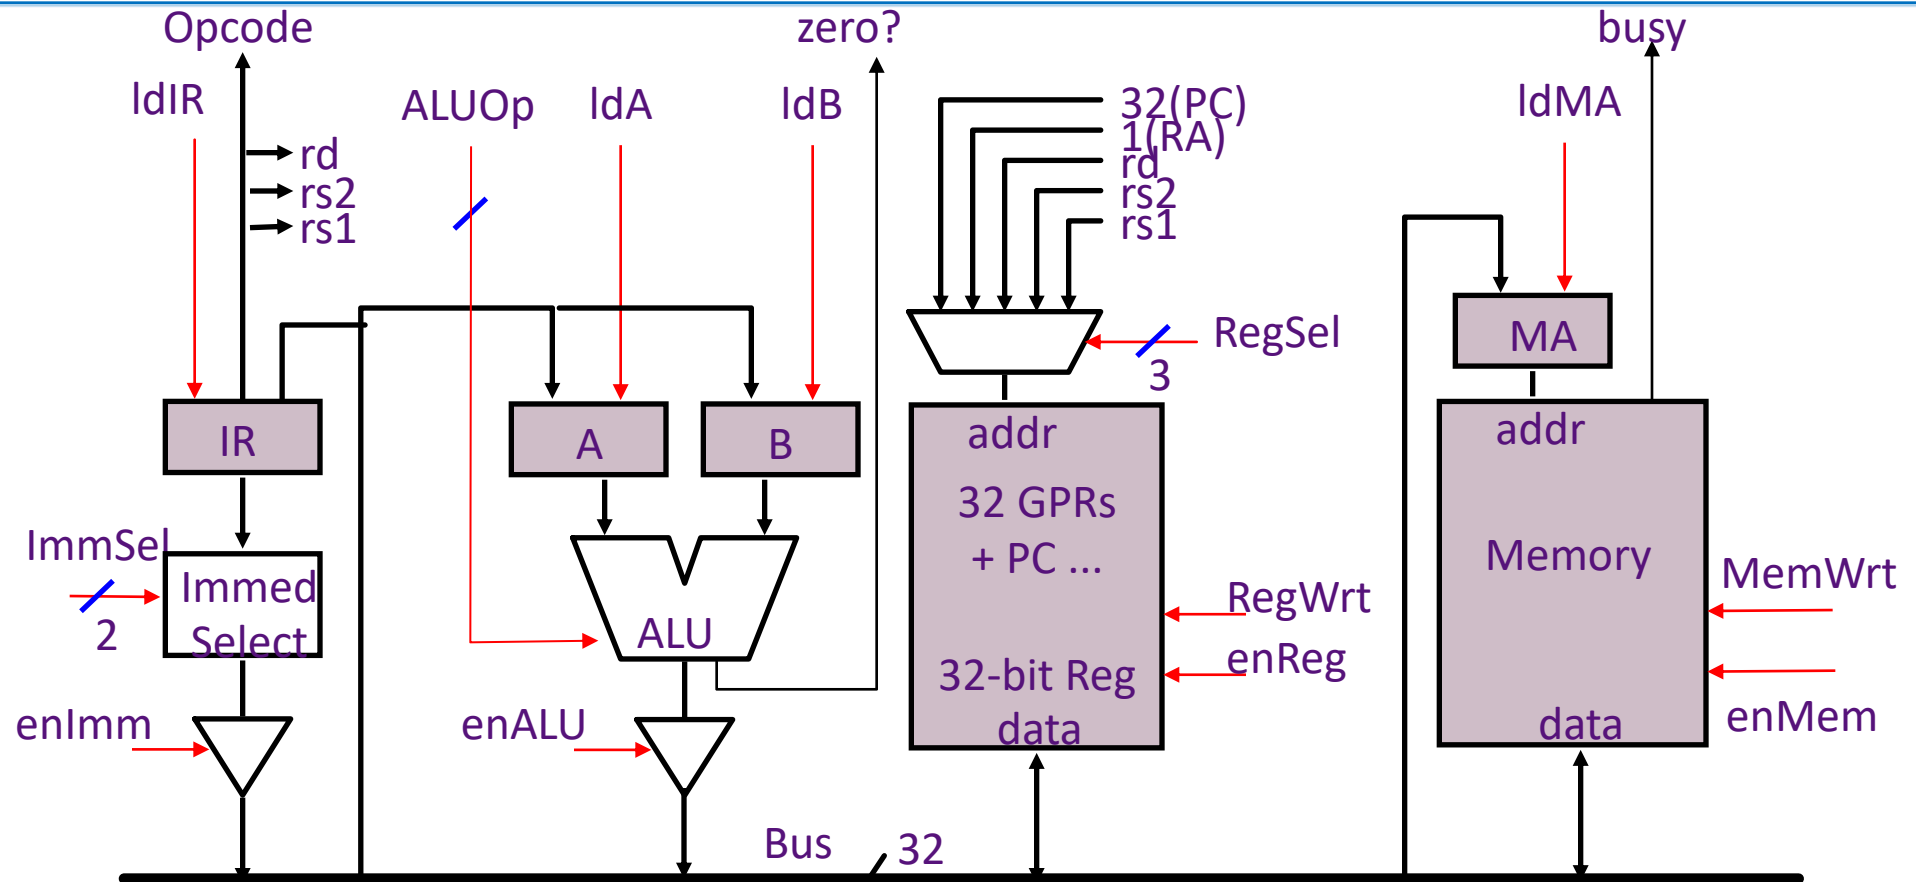 Opcode
zero?
busy
ldIR
ALUOp
ldA
ldB
32(PC)
1(RA)
rd
rs2
rs1
ldMA
rd
rs2
rs1
RegSel
3
MA
IR
A
B
addr
32 GPRs
+ PC ...
32-bit Reg
data
addr
Memory
data
ImmSel
2
Immed
Select
ALU
RegWrt
enReg
MemWrt
enMem
enImm
enALU
Bus
32